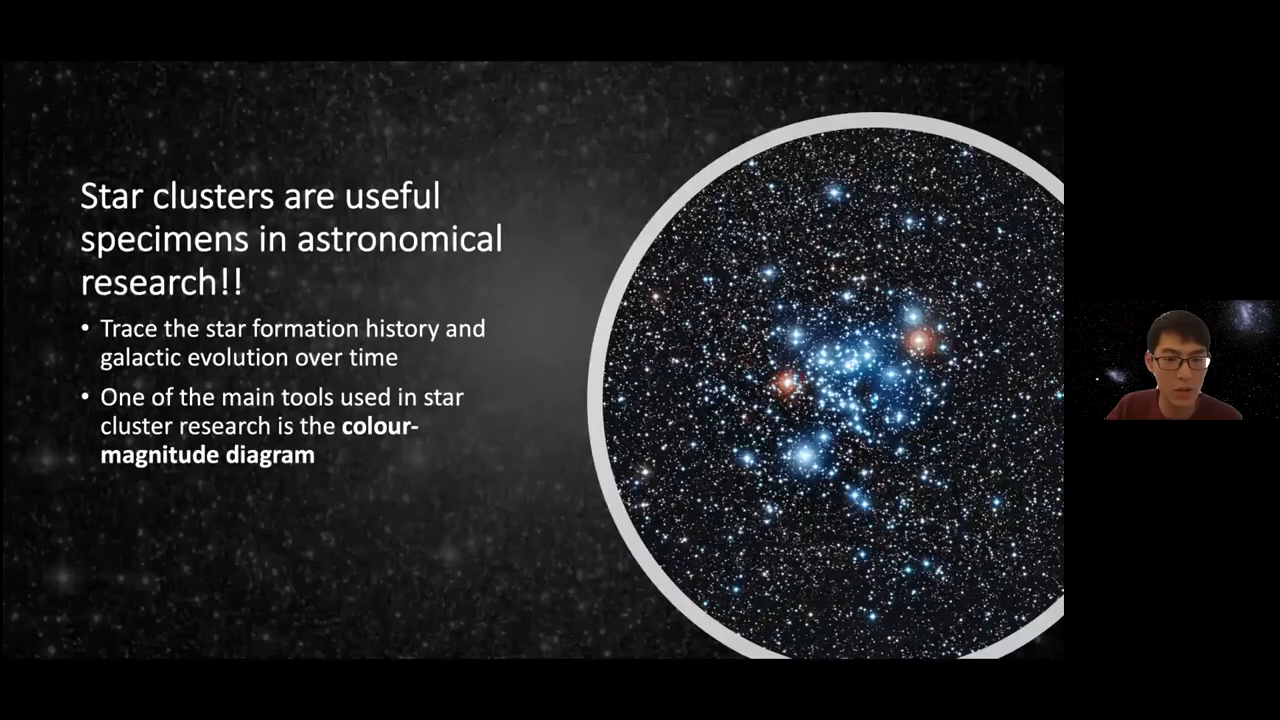 Star clusters are useful
specimens in astronomical
research!!
• Trace the star formation history and
galactic evolution over time
• One of the main tools used in star
cluster research is the colour-
magnitude diagram